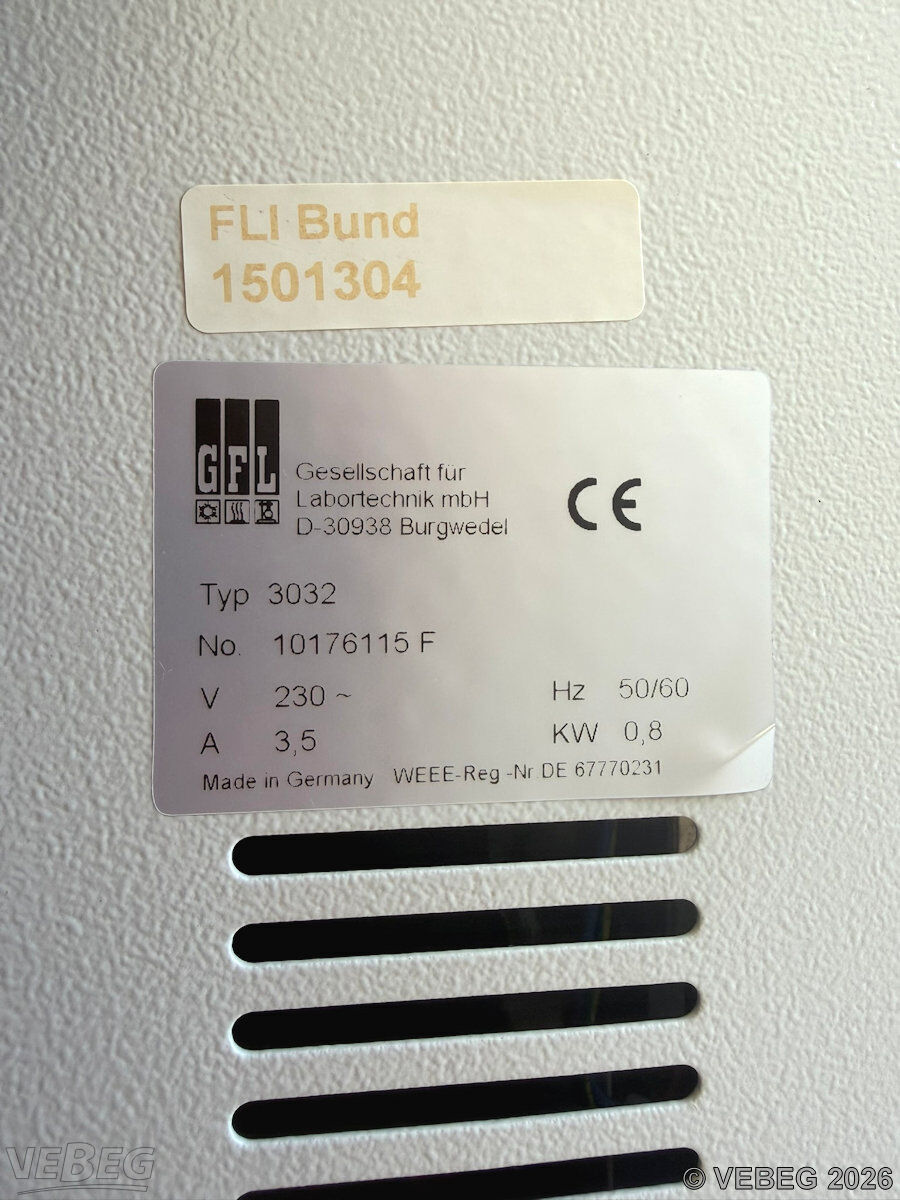 FLI Bund
1501304
GFL
Gesellschaft für
Labortechnik mbH
D-30938 Burgwedel
CE
Typ 3032
No. 10176115 F
V 230 ~ Hz 50/60
A 3,5 KW 0,8
Made in Germany WEEE-Reg.-Nr DE 67770231
VEBEG
© VEBEG 2026